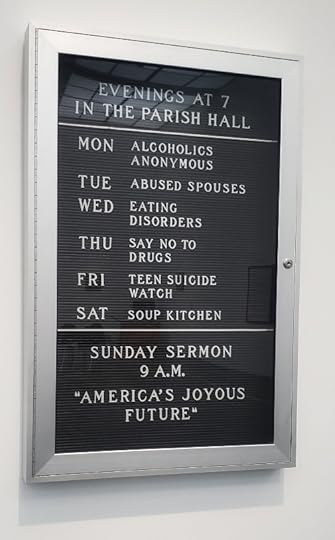 EVENINGS AT 7
IN THE PARISH HALL
MON ALCOHOLICS
ANONYMOUS
TUE ABUSED SPOUSES
WED EATING
DISORDERS
THU SAY NO TO
DRUGS
FRI TEEN SUICIDE
WATCH
SAT SOUP KITCHEN
SUNDAY SERMON
9 A.M.
"AMERICA'S JOYOUS
FUTURE"